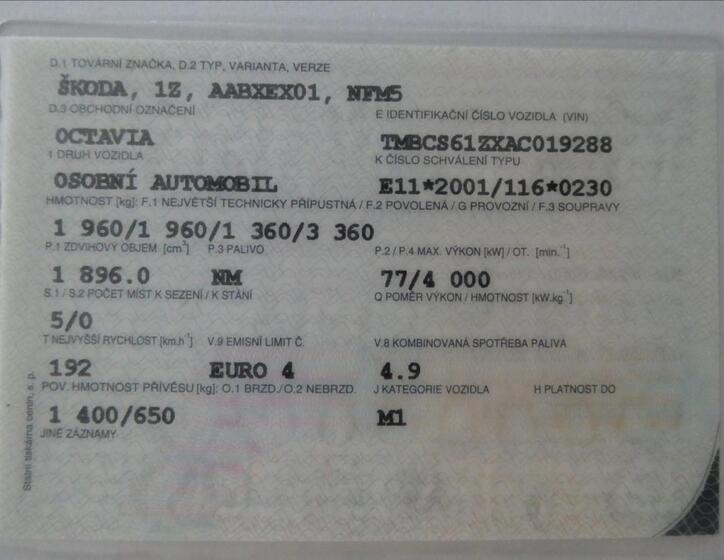 D.1 TOVÁRNÍ ZNAČKA, D.2 TYP, VARIANTA, VERZE
ŠKODA, 1Z, AABXEX01, NFM5
D.3 OBCHODNÍ OZNAČENÍ E IDENTIFIKAČNÍ ČÍSLO VOZIDLA (VIN)
OCTAVIA TMBCS61ZXAC019288
1 DRUH VOZIDLA K ČÍSLO SCHVÁLENÍ TYPU
OSOBNÍ AUTOMOBIL E11*2001/116*0230
HMOTNOST [kg]: F.1 NEJVĚTŠÍ TECHNICKY PŘÍPUSTNÁ / F.2 POVOLENÁ / G PROVOZNÍ / F.3 SOUPRAVY
1 960/1 960/1 360/3 360
P.1 ZDVIHOVÝ OBJEM [cm³] P.3 PALIVO P.2 / P.4 MAX. VÝKON [kW] / OT. [min.⁻¹]
1 896.0 NM 77/4 000
S.1 / S.2 POČET MÍST K SEZENÍ / K STÁNÍ Q POMĚR VÝKON / HMOTNOST [kW.kg⁻¹]
5/0
T NEJVYŠŠÍ RYCHLOST [km.h⁻¹] V.9 EMISNÍ LIMIT Č. V.8 KOMBINOVANÁ SPOTŘEBA PALIVA
192 EURO 4 4.9
POV. HMOTNOST PŘÍVĚSU [kg]: O.1 BRZD./O.2 NEBRZD. J KATEGORIE VOZIDLA H PLATNOST DO
1 400/650 M1
JINÉ ZÁZNAMY
Státní tiskárna cenin, s. p.